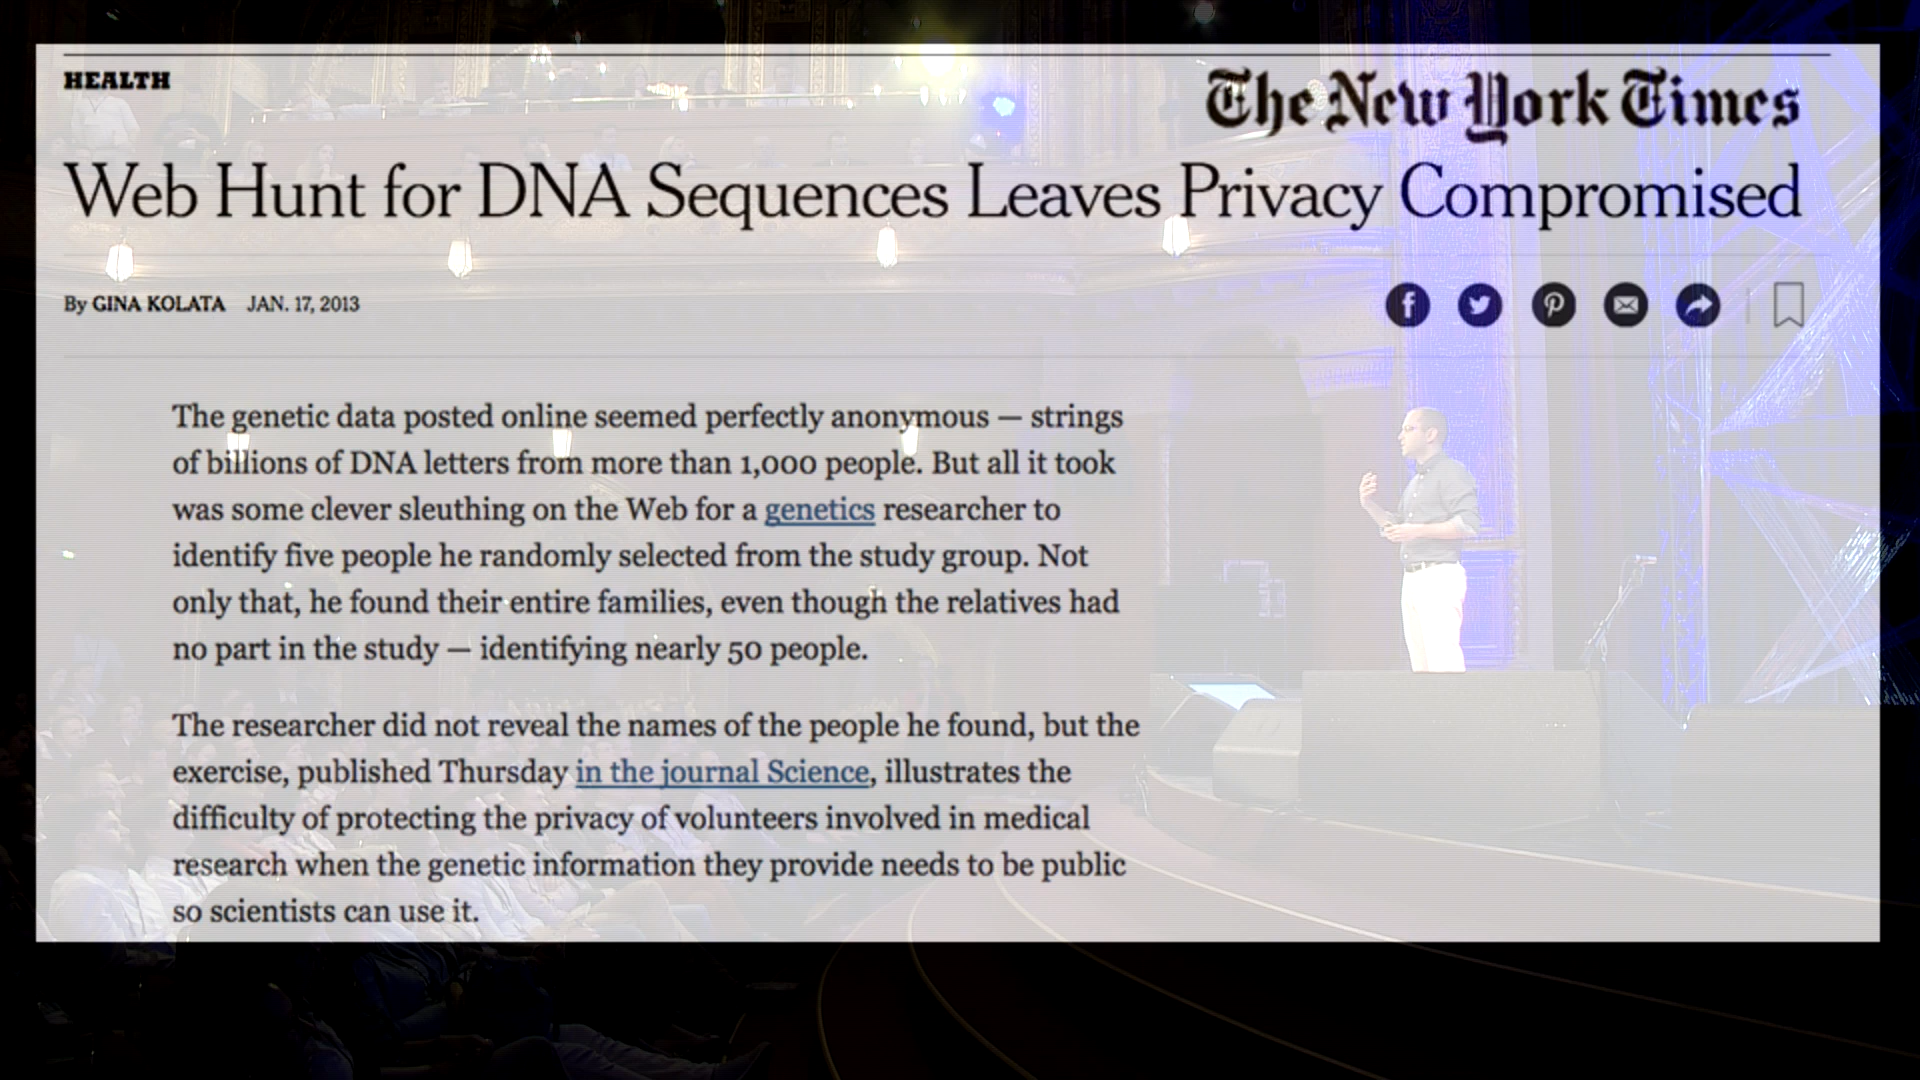 HEALTH
The New York Times
Web Hunt for DNA Sequences Leaves Privacy Compromised
By GINA KOLATA JAN. 17, 2013
The genetic data posted online seemed perfectly anonymous — strings
of billions of DNA letters from more than 1,000 people. But all it took
was some clever sleuthing on the Web for a genetics researcher to
identify five people he randomly selected from the study group. Not
only that, he found their entire families, even though the relatives had
no part in the study — identifying nearly 50 people.
The researcher did not reveal the names of the people he found, but the
exercise, published Thursday in the journal Science, illustrates the
difficulty of protecting the privacy of volunteers involved in medical
research when the genetic information they provide needs to be public
so scientists can use it.